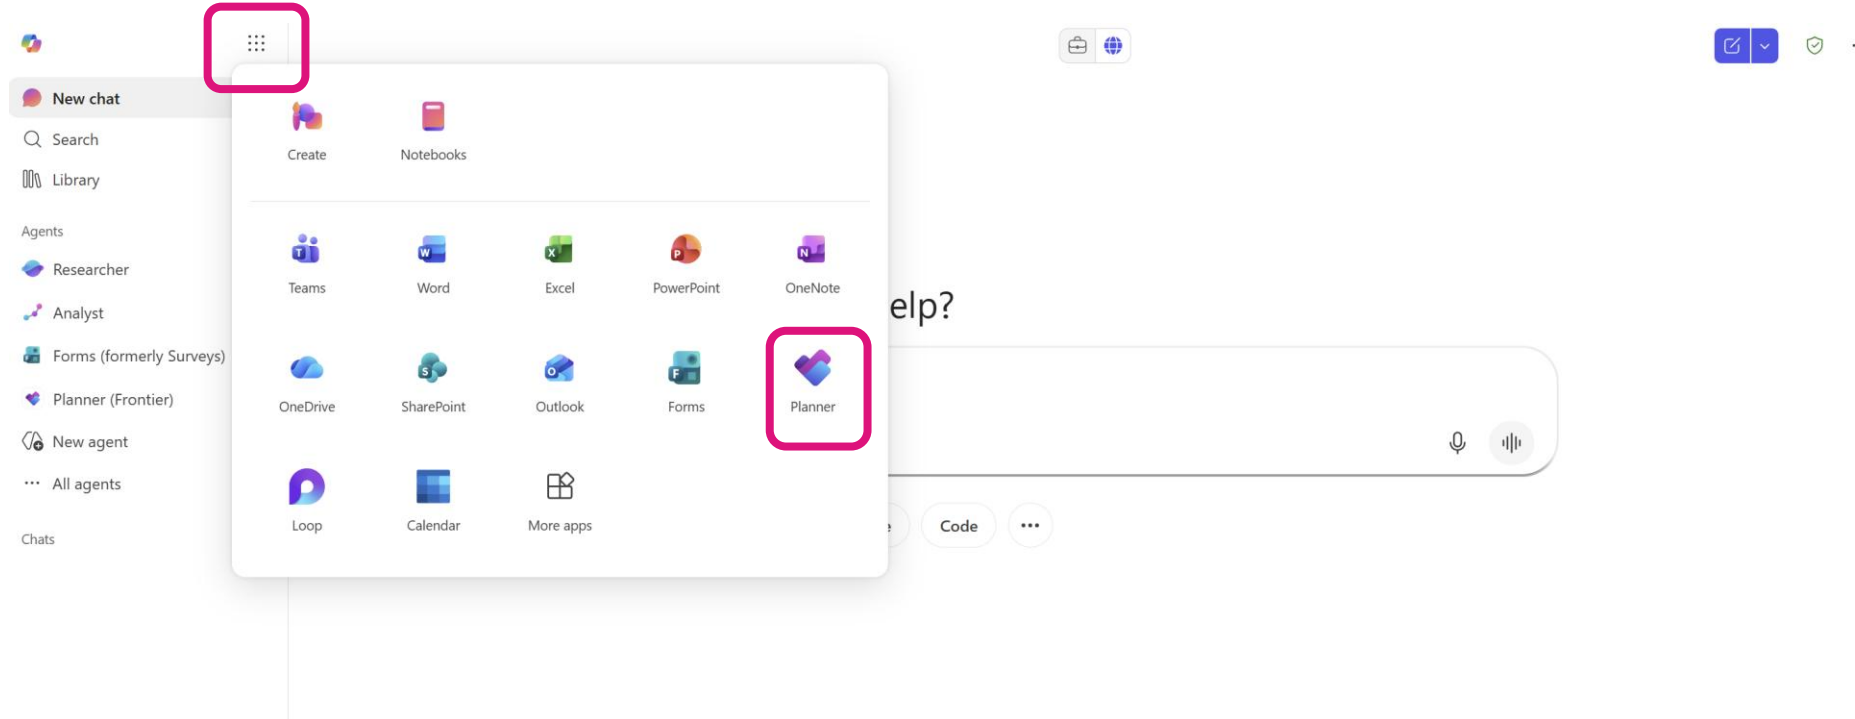 New chat
Search
Library
Agents
Researcher
Analyst
Forms (formerly Surveys)
Planner (Frontier)
New agent
All agents
Chats
Create
Notebooks
Teams
Word
Excel
PowerPoint
OneNote
OneDrive
SharePoint
Outlook
Forms
Planner
Loop
Calendar
More apps
elp?
Code